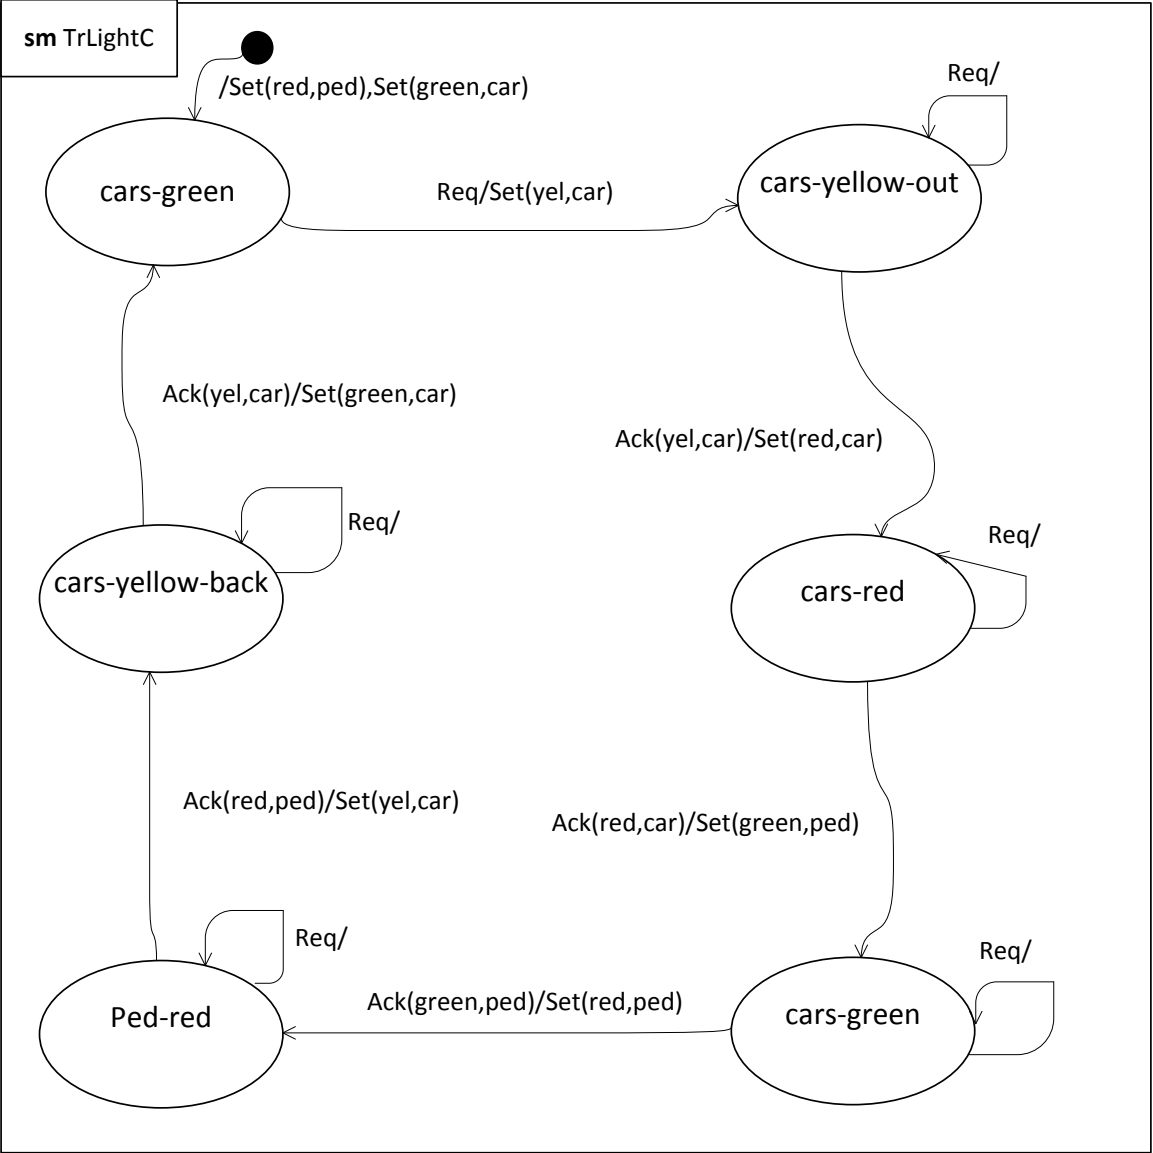 sm TrLightC
/Set(red,ped),Set(green,car)
Req/
cars-green
Req/Set(yel,car)
cars-yellow-out
Ack(yel,car)/Set(green,car)
Ack(yel,car)/Set(red,car)
Req/
Req/
cars-yellow-back
cars-red
Ack(red,ped)/Set(yel,car)
Ack(red,car)/Set(green,ped)
Req/
Req/
Ped-red
Ack(green,ped)/Set(red,ped)
cars-green